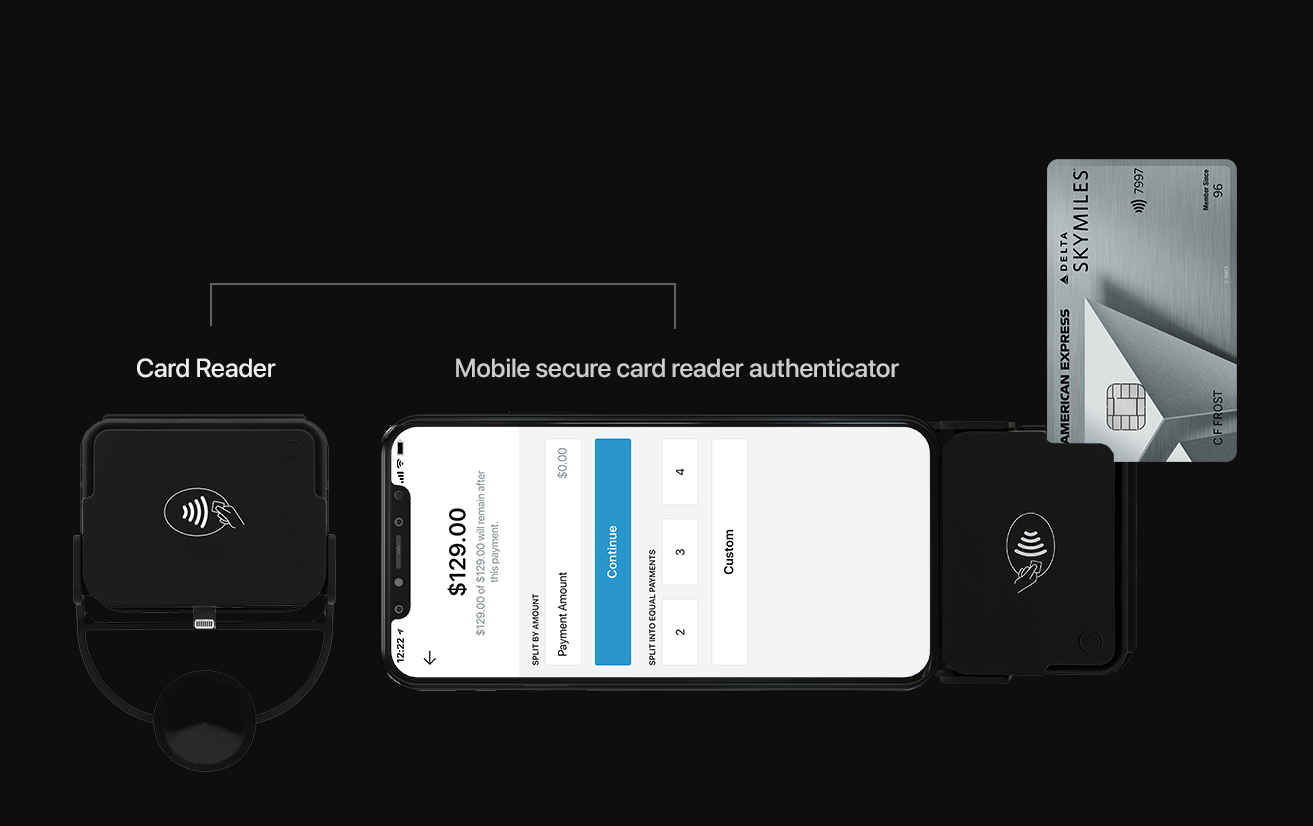 Card Reader
Mobile secure card reader authenticator
12:22
$129.00
$129.00 of $129.00 will remain after
this payment.
SPLIT BY AMOUNT
Payment Amount $0.00
Continue
SPLIT INTO EQUAL PAYMENTS
2 3 4
Custom
AMERICAN EXPRESS
DELTA
SKYMILES
7997
Member Since
96
C F FROST